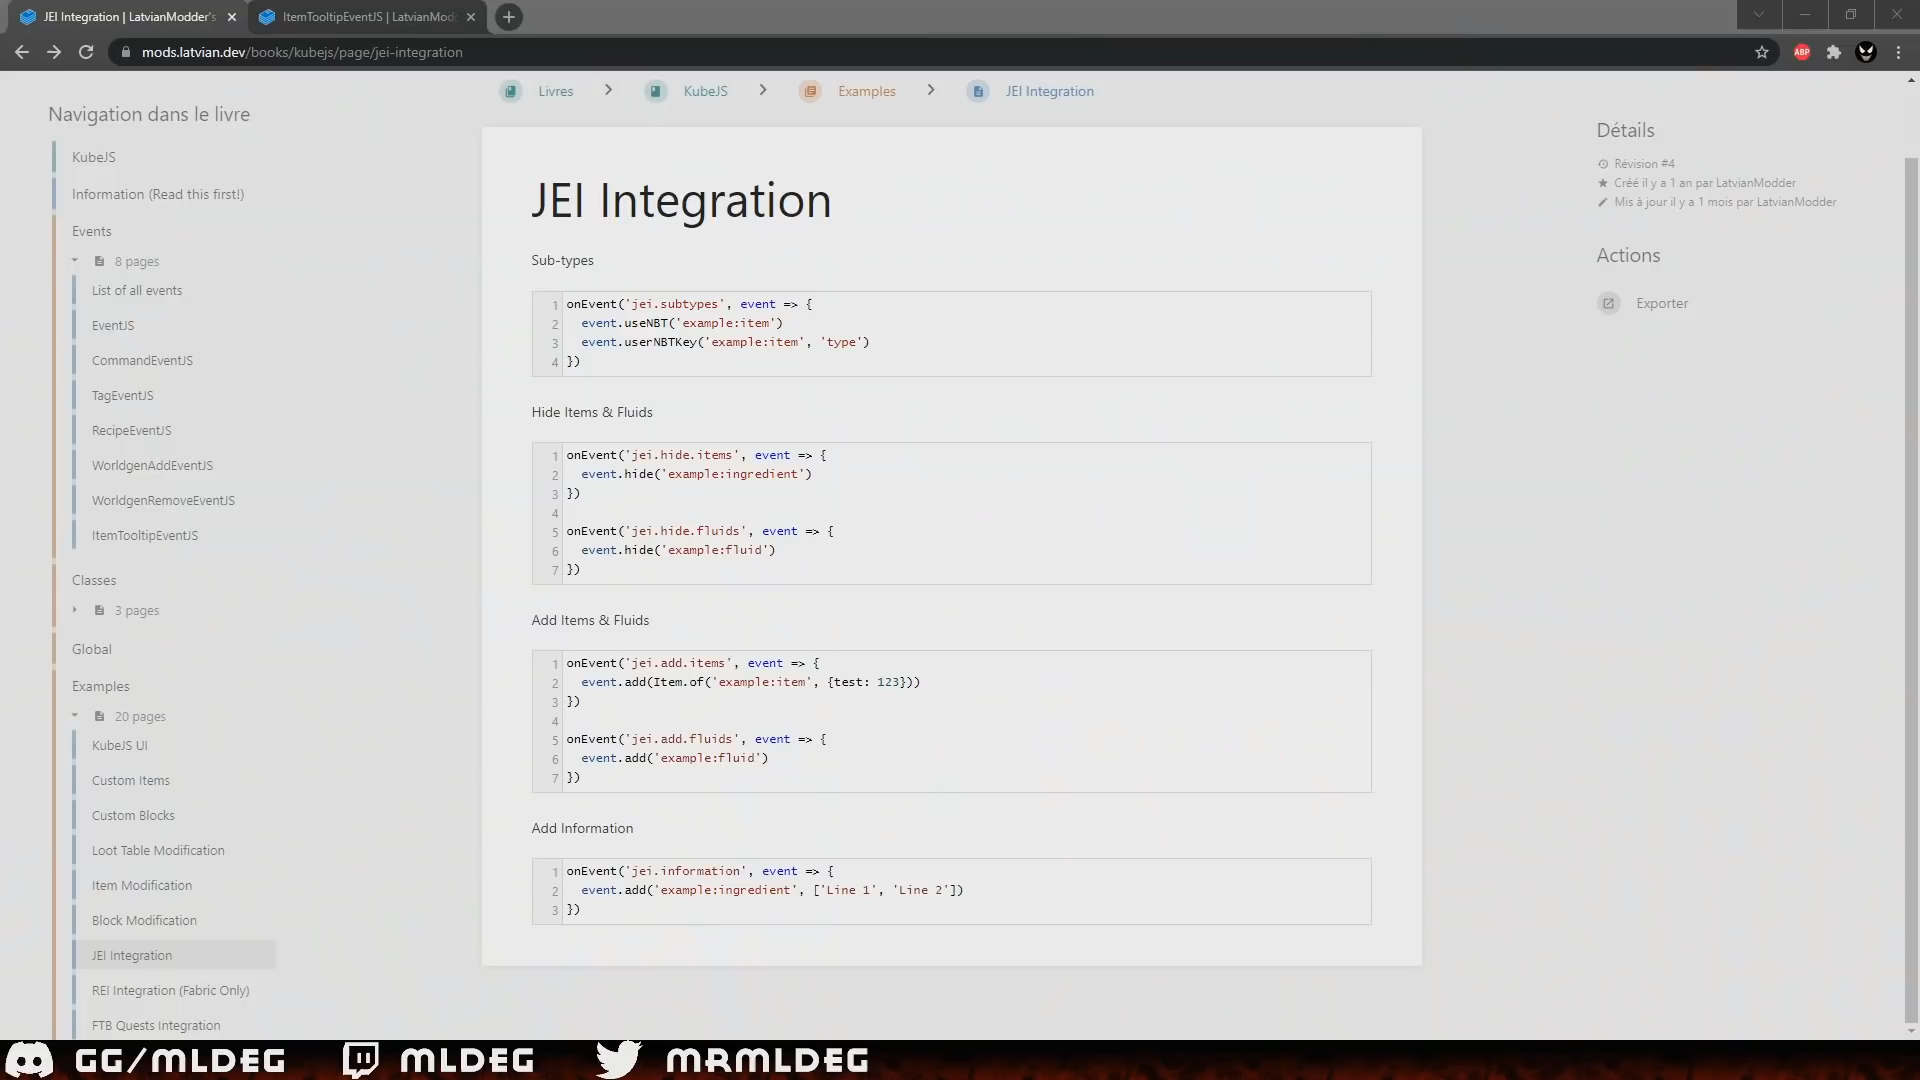 JEI Integration | LatvianModder's
ItemTooltipEventJS | LatvianMod
mods.latvian.dev/books/kubejs/page/jei-integration
ABP
Livres
KubeJS
Examples
JEI Integration
Navigation dans le livre
KubeJS
Information (Read this first!)
Events
8 pages
List of all events
EventJS
CommandEventJS
TagEventJS
RecipeEventJS
WorldgenAddEventJS
WorldgenRemoveEventJS
ItemTooltipEventJS
Classes
3 pages
Global
Examples
20 pages
KubeJS UI
Custom Items
Custom Blocks
Loot Table Modification
Item Modification
Block Modification
JEI Integration
REI Integration (Fabric Only)
FTB Quests Integration
JEI Integration
Sub-types
1 onEvent('jei.subtypes', event => {
2 event.useNBT('example:item')
3 event.userNBTKey('example:item', 'type')
4 })
Hide Items & Fluids
1 onEvent('jei.hide.items', event => {
2 event.hide('example:ingredient')
3 })
4
5 onEvent('jei.hide.fluids', event => {
6 event.hide('example:fluid')
7 })
Add Items & Fluids
1 onEvent('jei.add.items', event => {
2 event.add(Item.of('example:item', {test: 123}))
3 })
4
5 onEvent('jei.add.fluids', event => {
6 event.add('example:fluid')
7 })
Add Information
1 onEvent('jei.information', event => {
2 event.add('example:ingredient', ['Line 1', 'Line 2'])
3 })
Détails
Révision #4
Créé il y a 1 an par LatvianModder
Mis à jour il y a 1 mois par LatvianModder
Actions
Exporter
GG/MLDEG
MLDEG
MRMLDEG